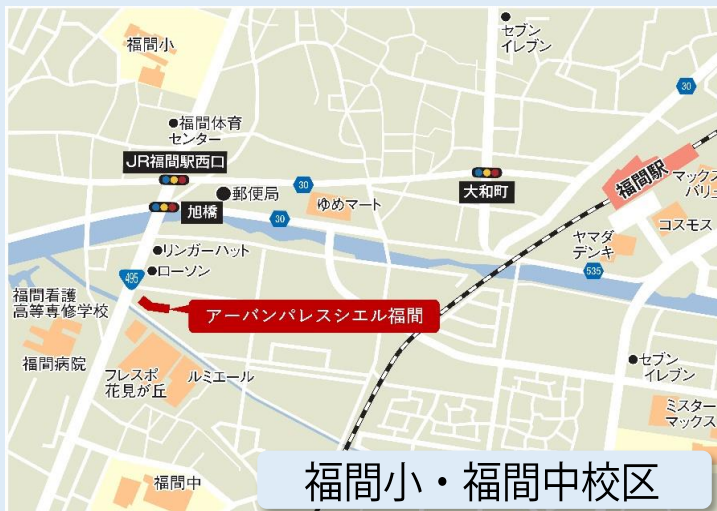 福間小
セブン
イレブン
30
福間体育
センター
JR福間駅西口
郵便局
30
旭橋
30
ゆめマート
大和町
福間駅
マックス
バリュ
コスモス
ヤマダ
デンキ
535
リンガーハット
ローソン
495
アーバンパレスシエル福間
福間看護
高等専修学校
福間病院
フレスポ
花見が丘
ルミエール
セブン
イレブン
ミスター
マックス
福間中
福間小・福間中校区